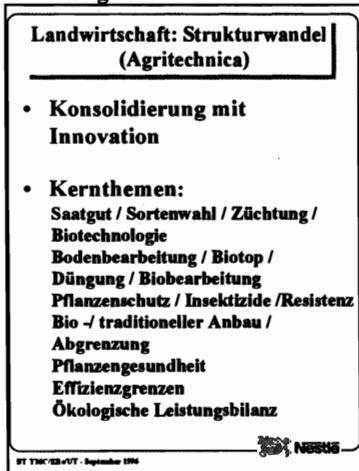 Landwirtschaft: Strukturwandel
(Agritechnica)
• Konsolidierung mit
Innovation
• Kernthemen:
Saatgut / Sortenwahl / Züchtung /
Biotechnologie
Bodenbearbeitung / Biotop /
Düngung / Biobearbeitung
Pflanzenschutz / Insektizide /Resistenz
Bio -/ traditioneller Anbau /
Abgrenzung
Pflanzengesundheit
Effizienzgrenzen
Ökologische Leistungsbilanz
Nestlé
September 1996